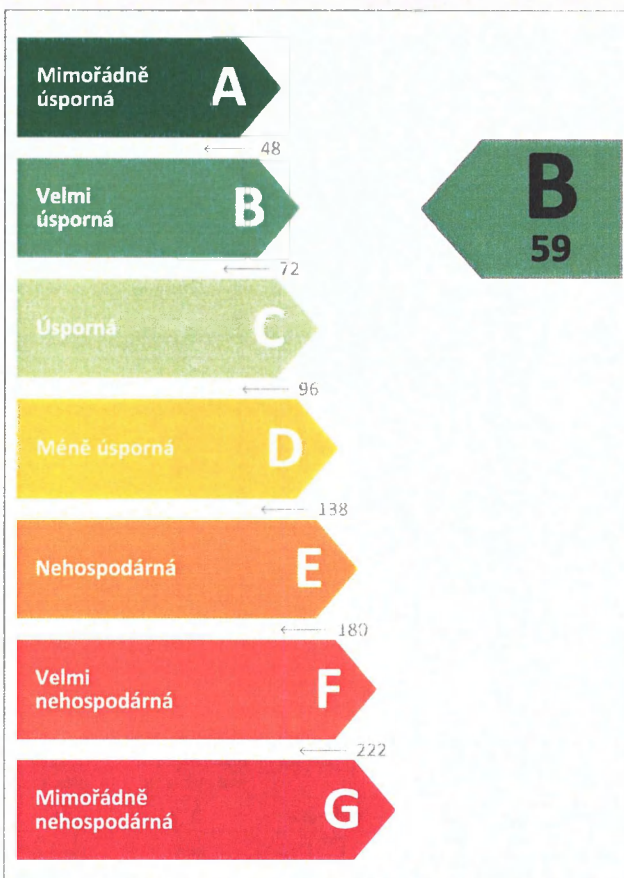 Mimořádně
úsporná
A
48
Velmi
úsporná
B
72
B
59
Úsporná
C
96
Méně úsporná
D
138
Nehospodárná
E
180
Velmi
nehospodárná
F
222
Mimořádně
nehospodárná
G